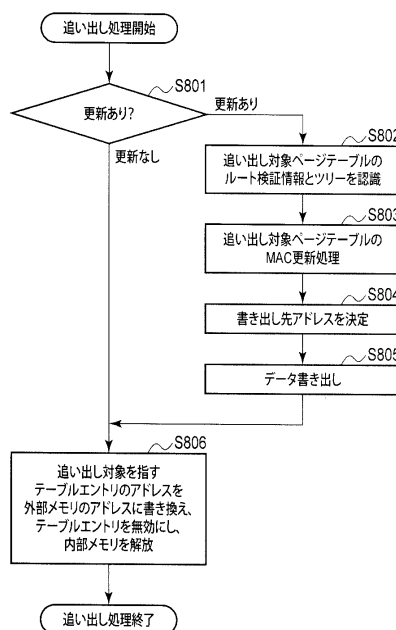 追い出し処理開始
S801
更新あり?
更新あり
更新なし
S802
追い出し対象ページテーブルの
ルート検証情報とツリーを認識
S803
追い出し対象ページテーブルの
MAC更新処理
S804
書き出し先アドレスを決定
S805
データ書き出し
S806
追い出し対象を指す
テーブルエントリのアドレスを
外部メモリのアドレスに書き換え、
テーブルエントリを無効にし、
内部メモリを解放
追い出し処理終了